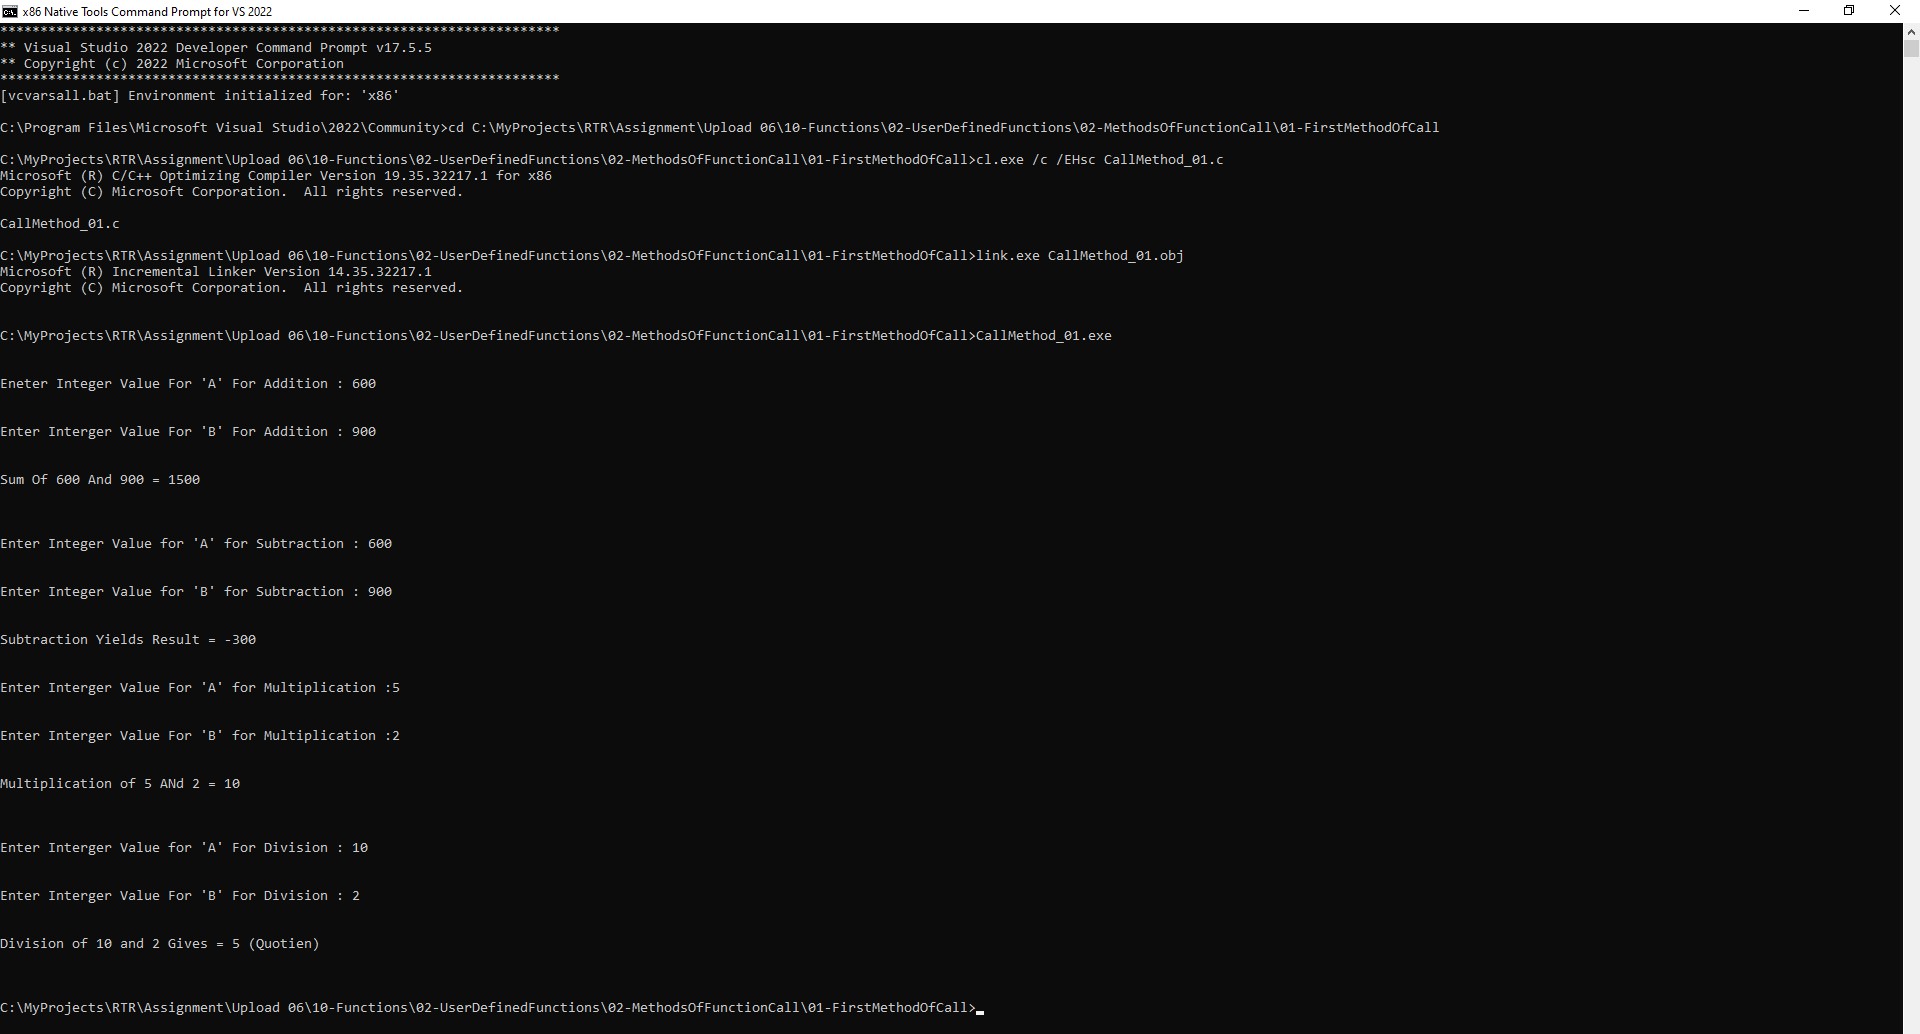 x86 Native Tools Command Prompt for VS 2022
**********************************************************************
** Visual Studio 2022 Developer Command Prompt v17.5.5
** Copyright (c) 2022 Microsoft Corporation
**********************************************************************
[vcvarsall.bat] Environment initialized for: 'x86'
C:\Program Files\Microsoft Visual Studio\2022\Community>cd C:\MyProjects\RTR\Assignment\Upload 06\10-Functions\02-UserDefinedFunctions\02-MethodsOfFunctionCall\01-FirstMethodOfCall
C:\MyProjects\RTR\Assignment\Upload 06\10-Functions\02-UserDefinedFunctions\02-MethodsOfFunctionCall\01-FirstMethodOfCall>cl.exe /c /EHsc CallMethod_01.c
Microsoft (R) C/C++ Optimizing Compiler Version 19.35.32217.1 for x86
Copyright (C) Microsoft Corporation.  All rights reserved.
CallMethod_01.c
C:\MyProjects\RTR\Assignment\Upload 06\10-Functions\02-UserDefinedFunctions\02-MethodsOfFunctionCall\01-FirstMethodOfCall>link.exe CallMethod_01.obj
Microsoft (R) Incremental Linker Version 14.35.32217.1
Copyright (C) Microsoft Corporation.  All rights reserved.
C:\MyProjects\RTR\Assignment\Upload 06\10-Functions\02-UserDefinedFunctions\02-MethodsOfFunctionCall\01-FirstMethodOfCall>CallMethod_01.exe
Eneter Integer Value For 'A' For Addition : 600
Enter Interger Value For 'B' For Addition : 900
Sum Of 600 And 900 = 1500
Enter Integer Value for 'A' for Subtraction : 600
Enter Integer Value for 'B' for Subtraction : 900
Subtraction Yields Result = -300
Enter Interger Value For 'A' for Multiplication :5
Enter Interger Value For 'B' for Multiplication :2
Multiplication of 5 ANd 2 = 10
Enter Interger Value for 'A' For Division : 10
Enter Interger Value For 'B' For Division : 2
Division of 10 and 2 Gives = 5 (Quotien)
C:\MyProjects\RTR\Assignment\Upload 06\10-Functions\02-UserDefinedFunctions\02-MethodsOfFunctionCall\01-FirstMethodOfCall>